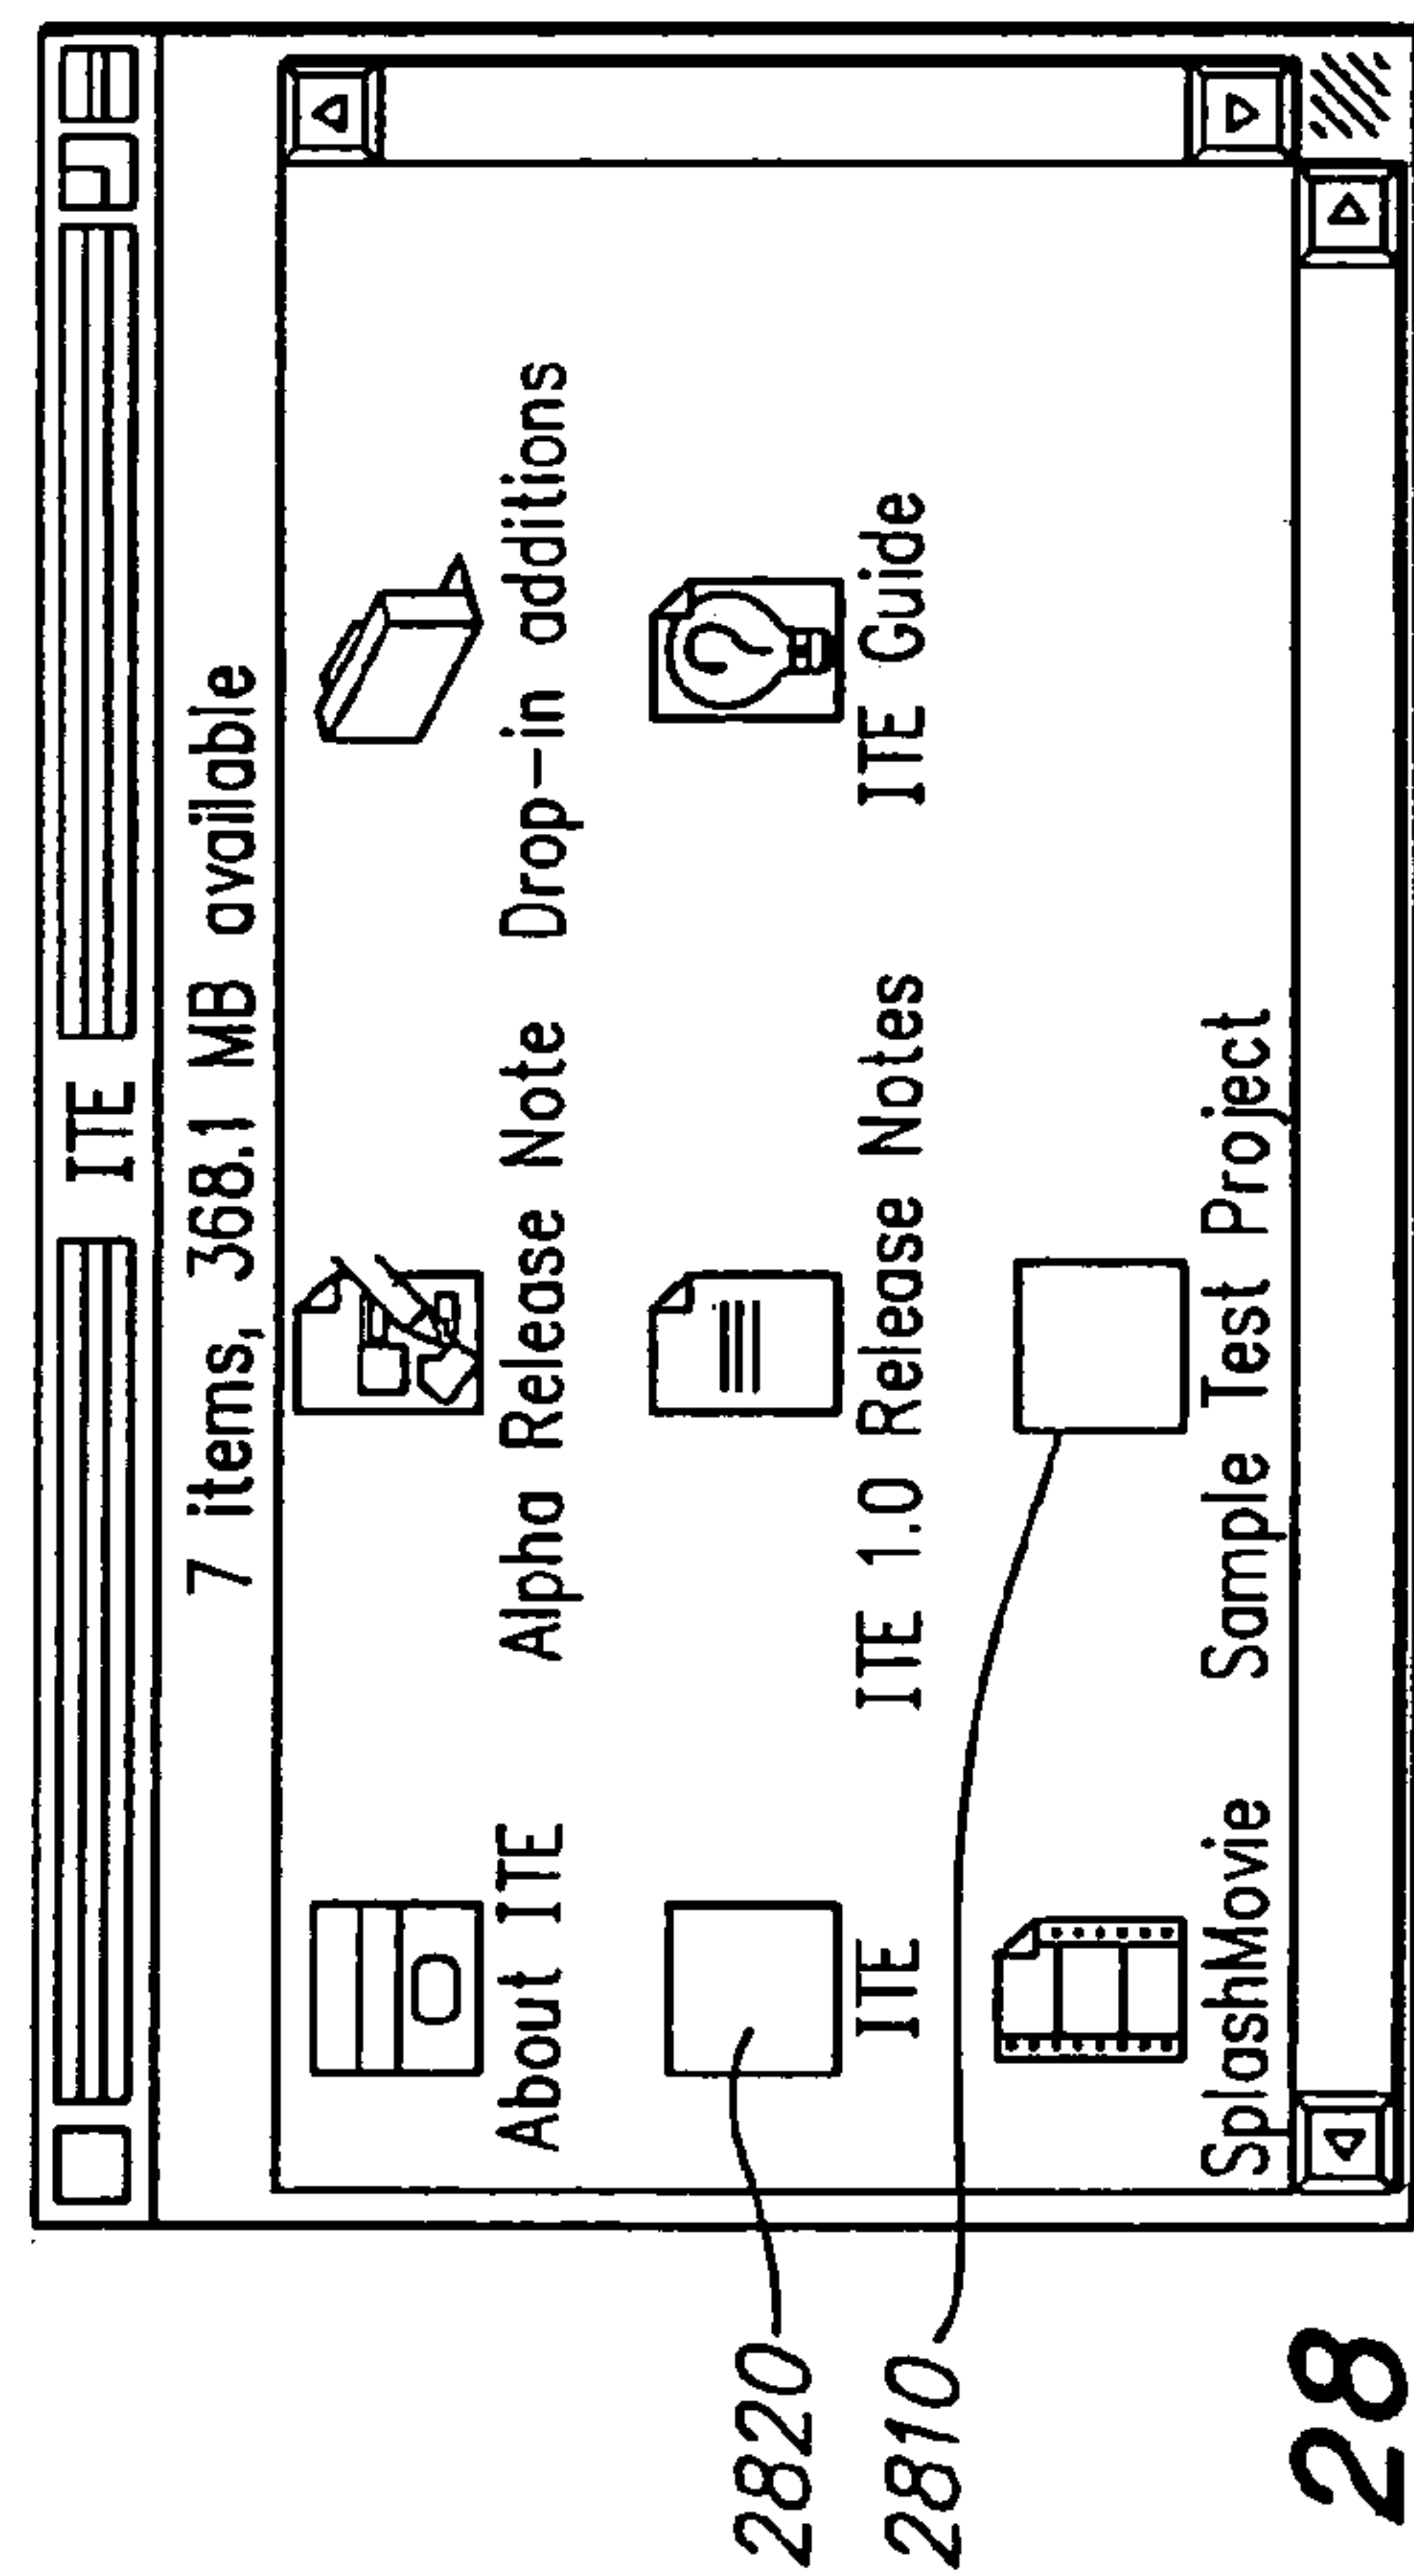 ITE
7 items, 368.1 MB available
About ITE Alpha Release Note Drop-in additions
ITE ITE 1.0 Release Notes ITE Guide
SplashMovie Sample Test Project
2820
2810
28